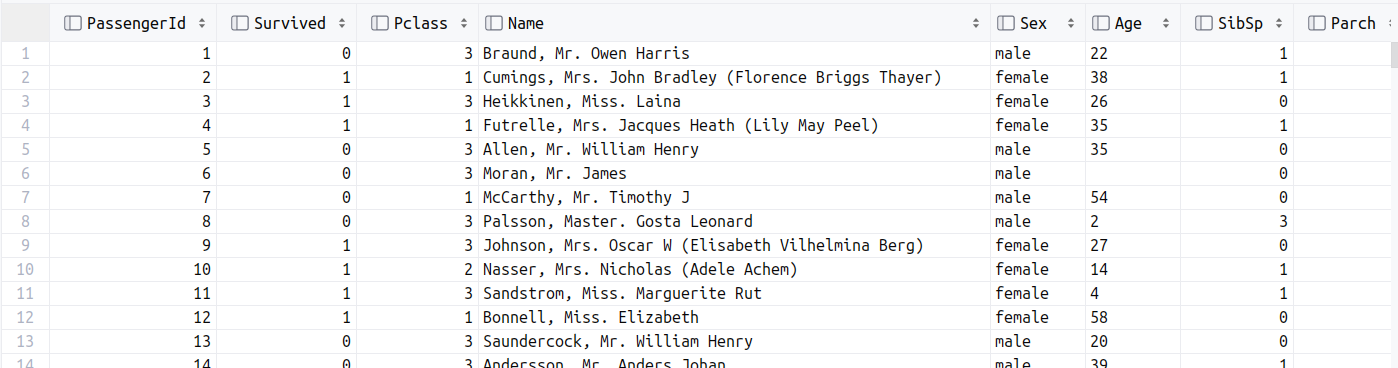 PassengerId Survived Pclass Name Sex Age SibSp Parch
1 1 0 3 Braund, Mr. Owen Harris male 22 1
2 2 1 1 Cumings, Mrs. John Bradley (Florence Briggs Thayer) female 38 1
3 3 1 3 Heikkinen, Miss. Laina female 26 0
4 4 1 1 Futrelle, Mrs. Jacques Heath (Lily May Peel) female 35 1
5 5 0 3 Allen, Mr. William Henry male 35 0
6 6 0 3 Moran, Mr. James male 0
7 7 0 1 McCarthy, Mr. Timothy J male 54 0
8 8 0 3 Palsson, Master. Gosta Leonard male 2 3
9 9 1 3 Johnson, Mrs. Oscar W (Elisabeth Vilhelmina Berg) female 27 0
10 10 1 2 Nasser, Mrs. Nicholas (Adele Achem) female 14 1
11 11 1 3 Sandstrom, Miss. Marguerite Rut female 4 1
12 12 1 1 Bonnell, Miss. Elizabeth female 58 0
13 13 0 3 Saundercock, Mr. William Henry male 20 0
14 14 0 3 Andersson, Mr. Anders Johan male 39 1